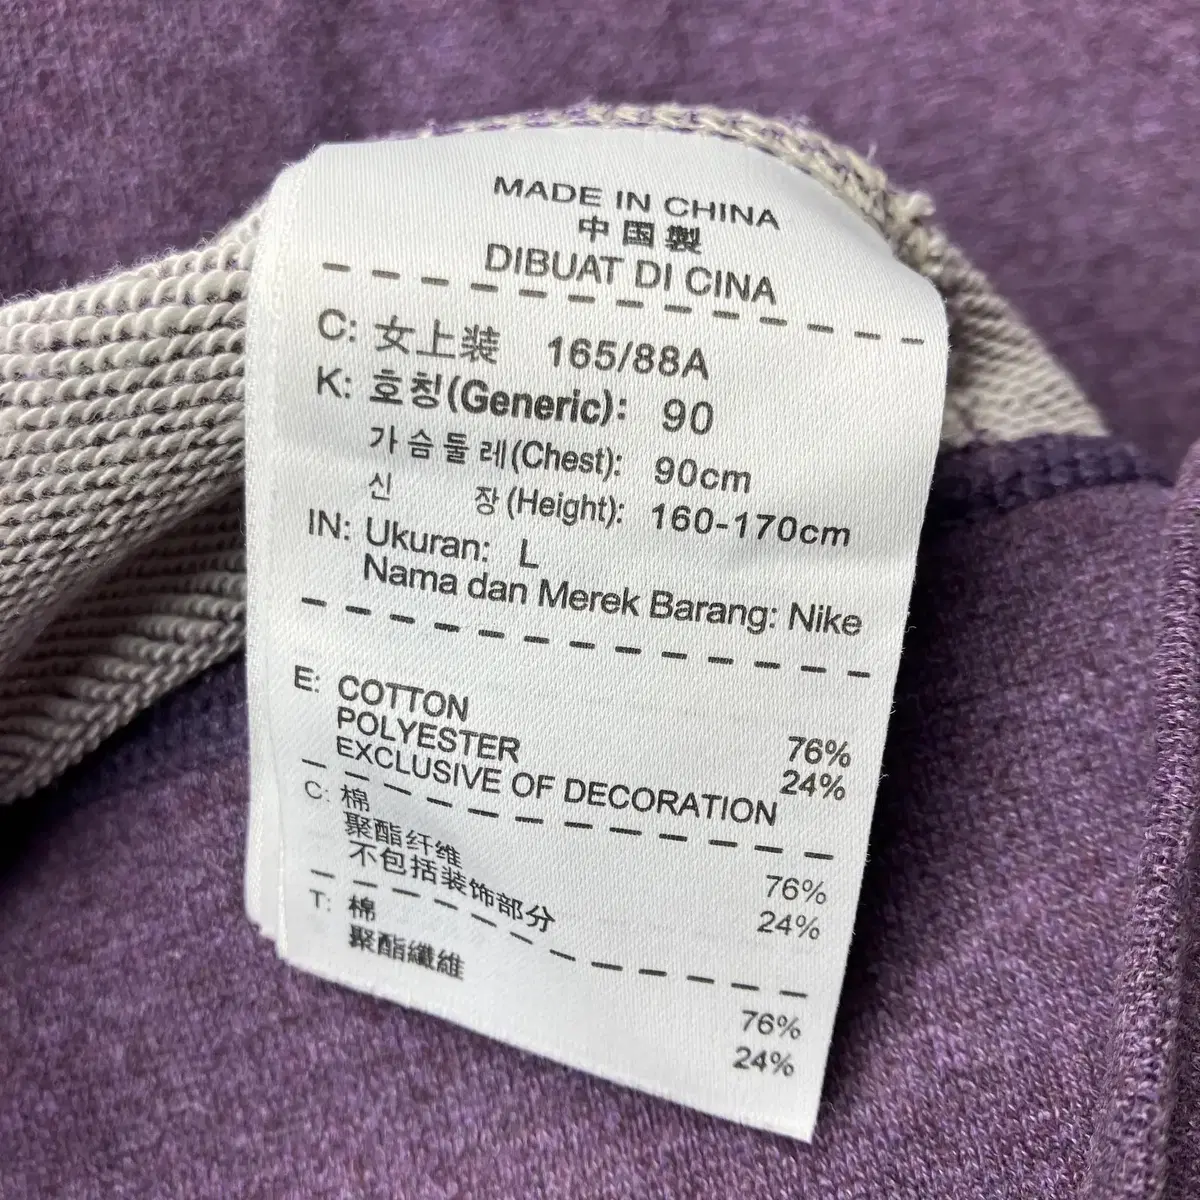 MADE IN CHINA
中国製
DIBUAT DI CINA
C: 女上装 165/88A
K: 호칭(Generic): 90
가슴둘레(Chest): 90cm
신 장(Height): 160-170cm
IN: Ukuran: L
Nama dan Merek Barang: Nike
E: COTTON 76%
POLYESTER 24%
EXCLUSIVE OF DECORATION
C: 棉 76%
聚酯纤维 24%
不包括装饰部分
T: 棉 76%
聚酯纖維 24%